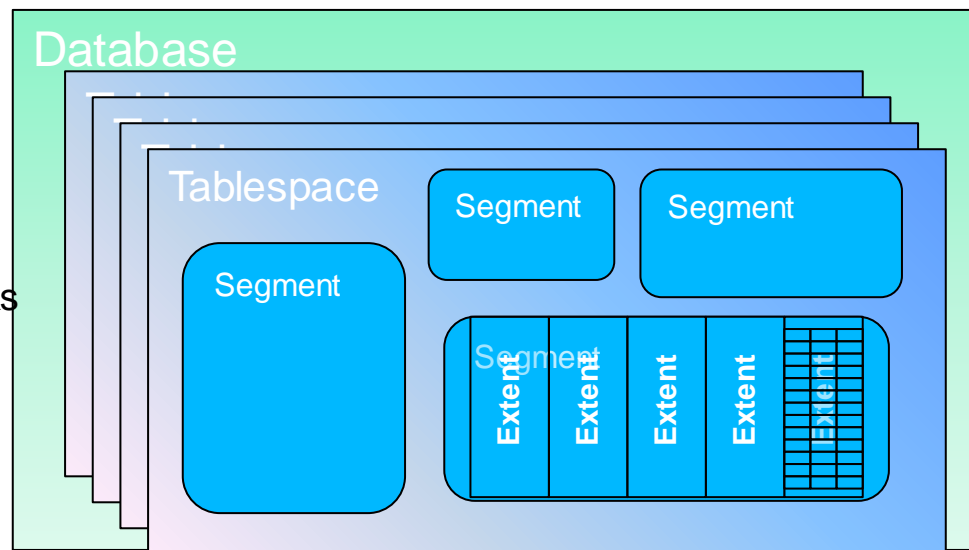 Database
Tablespace
Segment
Segment
Segment
s
Segment
Extent
Extent
Extent
Extent
Extent